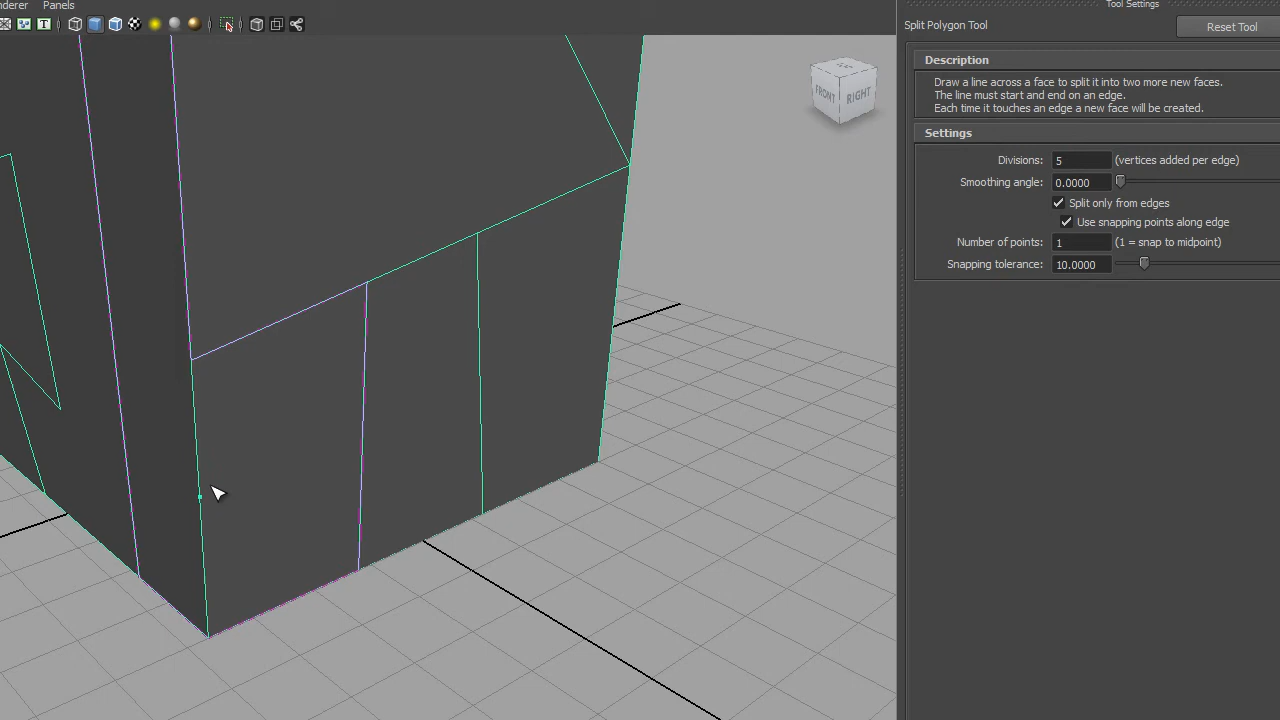 nderer Panels
Tool Settings
Split Polygon Tool
Reset Tool
Description
Draw a line across a face to split it into two more new faces.
The line must start and end on an edge.
Each time it touches an edge a new face will be created.
Settings
Divisions: 5 (vertices added per edge)
Smoothing angle: 0.0000
Split only from edges
Use snapping points along edge
Number of points: 1 (1 = snap to midpoint)
Snapping tolerance: 10.0000
FRONT RIGHT
T